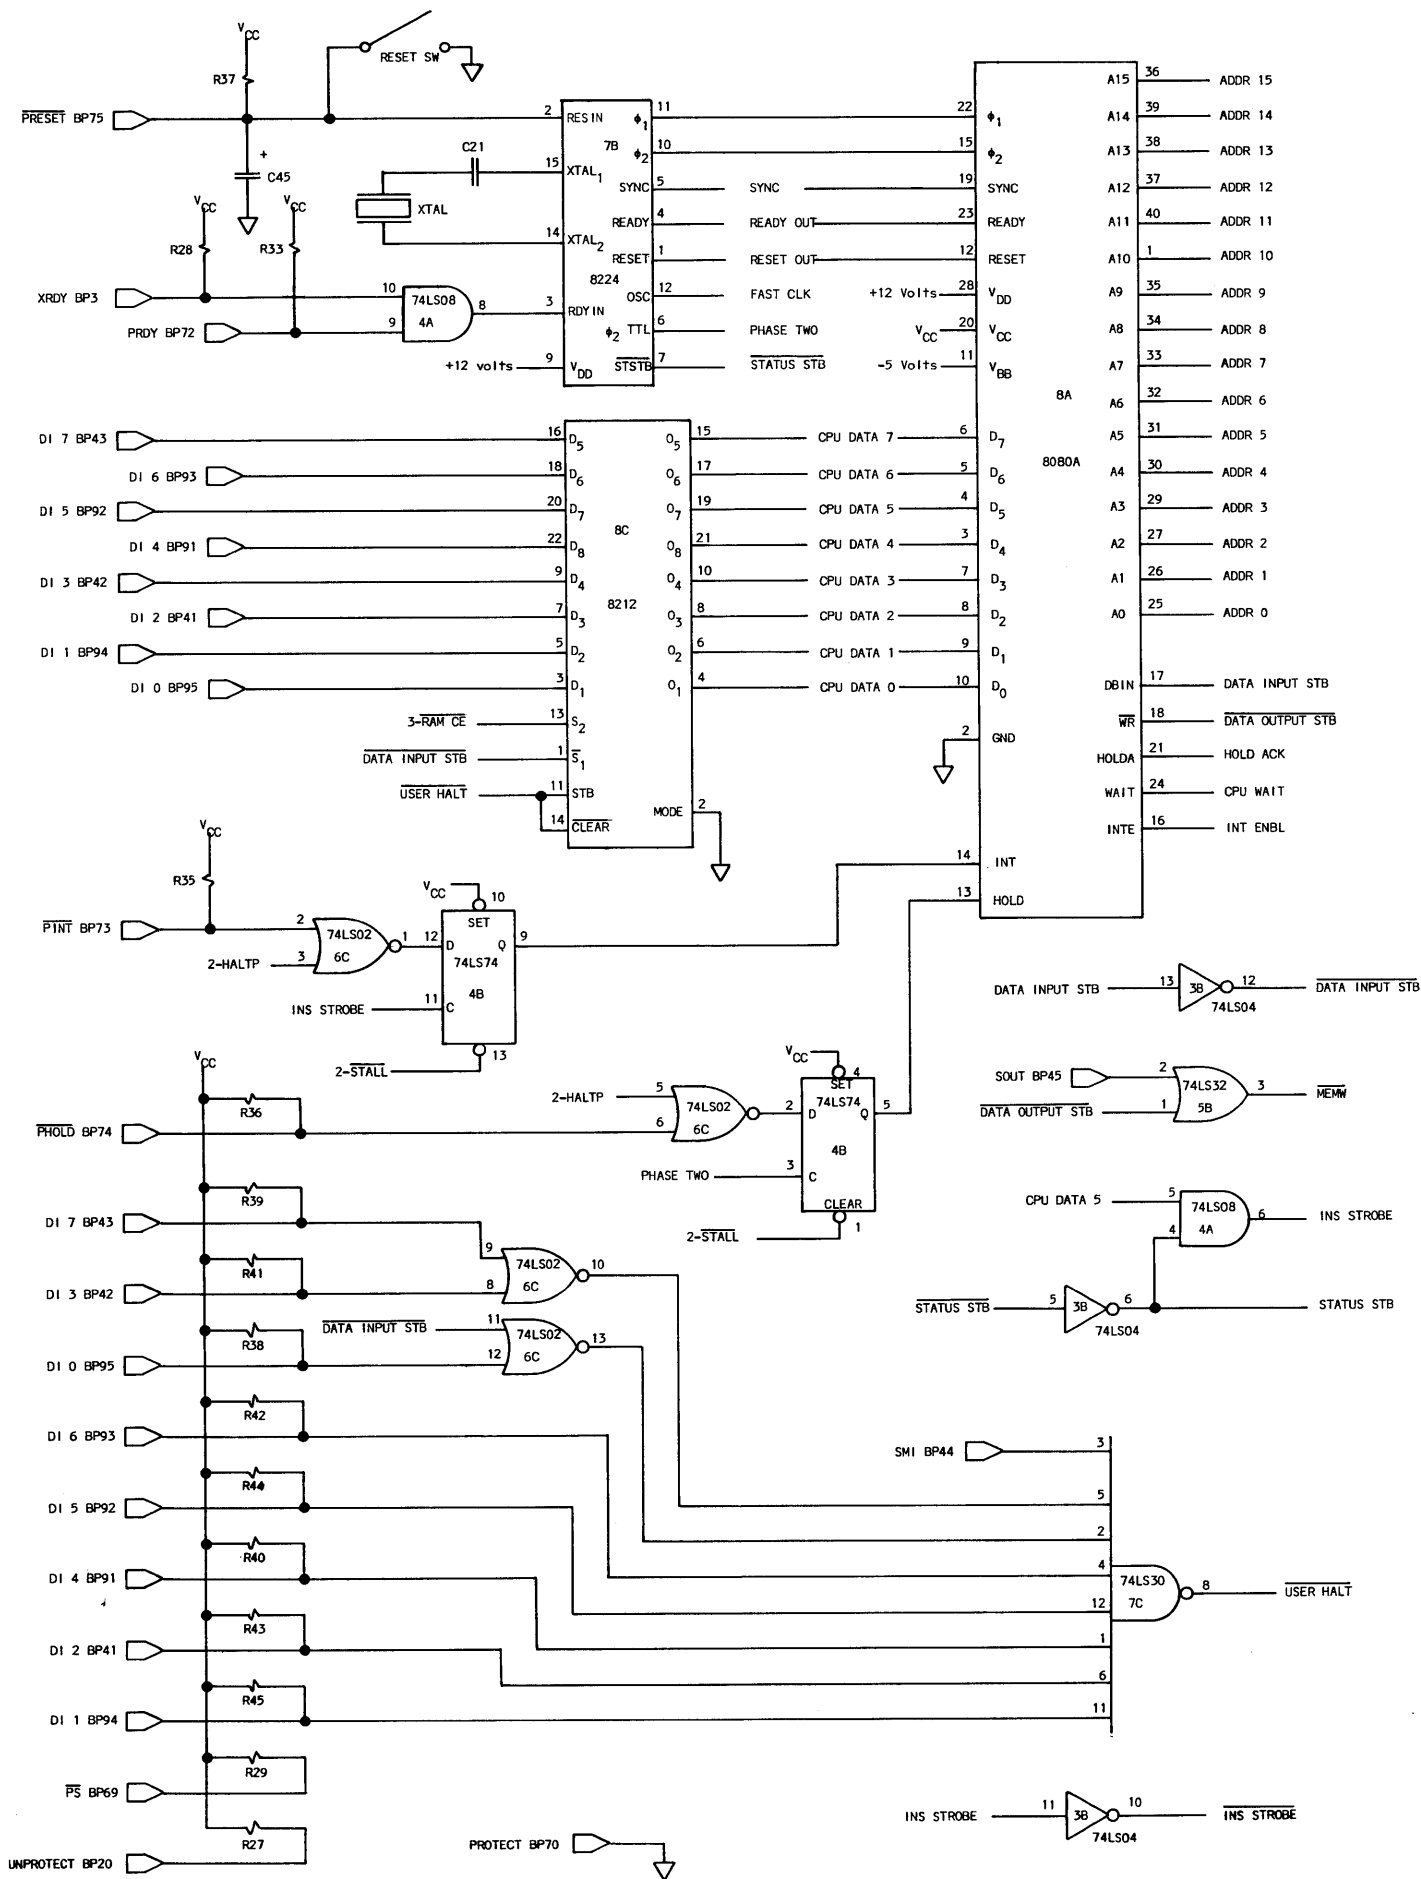 VCC
RESET SW
R37
PRESET BP75
2 RESIN ϕ1 11
22 ϕ1
7B
ϕ2 10
15 ϕ2
+
C45
C21
15 XTAL1
XTAL
14 XTAL2
SYNC 5 SYNC 19 SYNC
READY 4 READY OUT 23 READY
RESET 1 RESET OUT 12 RESET
8224
OSC 12 FAST CLK
ϕ2 TTL 6 PHASE TWO
STSTB 7 STATUS STB
VCC
R28
VCC
R33
XRDY BP3
PRDY BP72
10
9
74LS08
4A
8
3 RDYIN
+12 volts 9 VDD
+12 Volts 28 VDD
VCC 20 VCC
-5 Volts 11 VBB
8A
8080A
A15 36 ADDR 15
A14 39 ADDR 14
A13 38 ADDR 13
A12 37 ADDR 12
A11 40 ADDR 11
A10 1 ADDR 10
A9 35 ADDR 9
A8 34 ADDR 8
A7 33 ADDR 7
A6 32 ADDR 6
A5 31 ADDR 5
A4 30 ADDR 4
A3 29 ADDR 3
A2 27 ADDR 2
A1 26 ADDR 1
A0 25 ADDR 0
DI 7 BP43 16 D5 O5 15 CPU DATA 7 6 D7
DI 6 BP93 18 D6 O6 17 CPU DATA 6 5 D6
DI 5 BP92 20 D7 O7 19 CPU DATA 5 4 D5
8C
DI 4 BP91 22 D8 O8 21 CPU DATA 4 3 D4
DI 3 BP42 9 D4 O4 10 CPU DATA 3 7 D3
8212
DI 2 BP41 7 D3 O3 8 CPU DATA 2 8 D2
DI 1 BP94 5 D2 O2 6 CPU DATA 1 9 D1
DI 0 BP95 3 D1 O1 4 CPU DATA 0 10 D0
3-RAM CE 13 S2
DATA INPUT STB 1 S1
USER HALT 11 STB
14 CLEAR
MODE 2
2 GND
DBIN 17 DATA INPUT STB
WR 18 DATA OUTPUT STB
HOLDA 21 HOLD ACK
WAIT 24 CPU WAIT
INTE 16 INT ENBL
14 INT
13 HOLD
VCC
R35
PINT BP73
2-HALTP
2
3
74LS02
6C
1
VCC 10
SET
12 D Q 9
74LS74
INS STROBE 11 C
4B
13
2-STALL
DATA INPUT STB 13 3B 12 DATA INPUT STB
74LS04
VCC
R36
PHOLD BP74
2-HALTP 5
6
74LS02
6C
VCC 4
SET
74LS74
2 D Q 5
4B
PHASE TWO 3 C
CLEAR
1
2-STALL
SOUT BP45 2
DATA OUTPUT STB 1
74LS32
5B
3 MEMW
CPU DATA 5 5
4
74LS08
4A
6 INS STROBE
STATUS STB 5 3B 6 STATUS STB
74LS04
R39
DI 7 BP43
R41
DI 3 BP42
9
8
74LS02
6C
10
R38
DI 0 BP95
DATA INPUT STB 11
12
74LS02
6C
13
R42
DI 6 BP93
R44
DI 5 BP92
R40
DI 4 BP91
R43
DI 2 BP41
R45
DI 1 BP94
R29
PS BP69
R27
UNPROTECT BP20
SMI BP44 3
5
2
4
12
1
6
11
74LS30
7C
8 USER HALT
PROTECT BP70
INS STROBE 11 3B 10 INS STROBE
74LS04